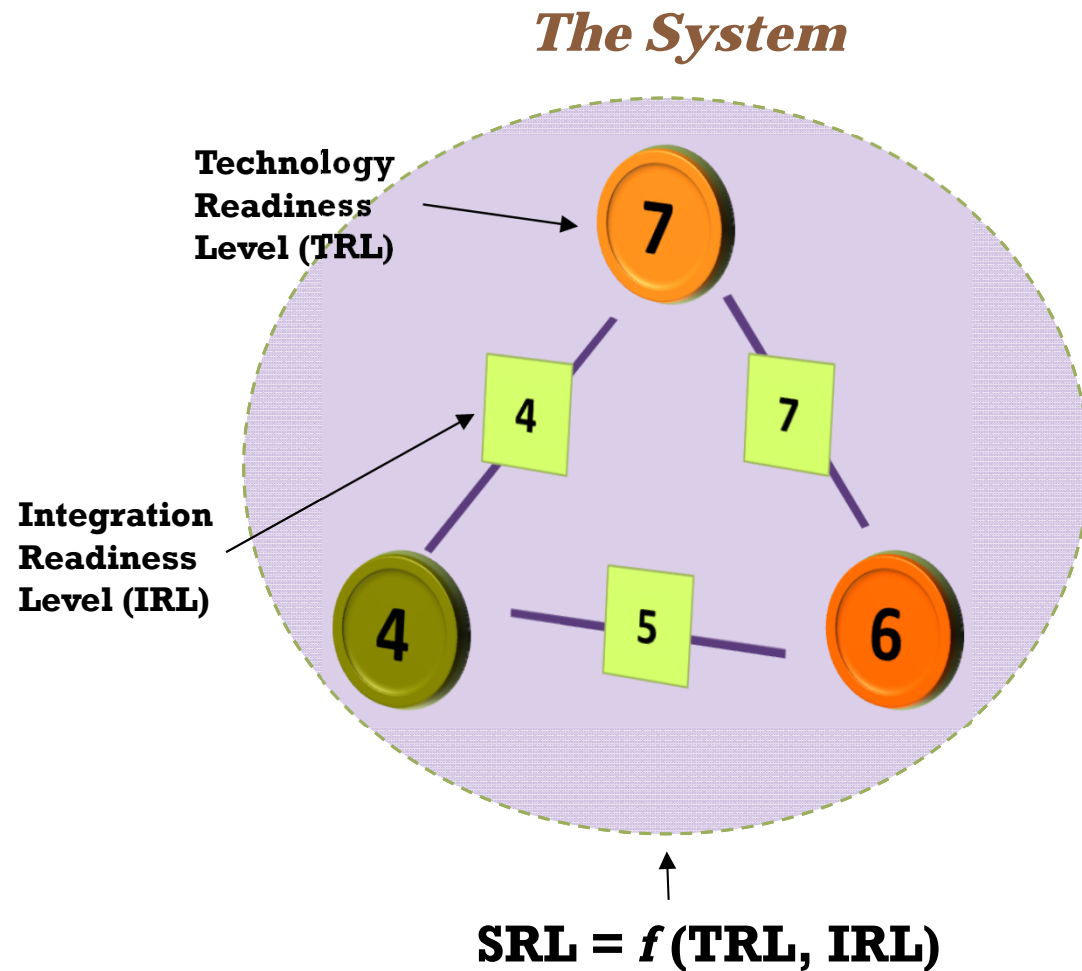 The System
Technology
Readiness
Level (TRL)
7
4
7
Integration
Readiness
Level (IRL)
4
5
6
SRL = f (TRL, IRL)